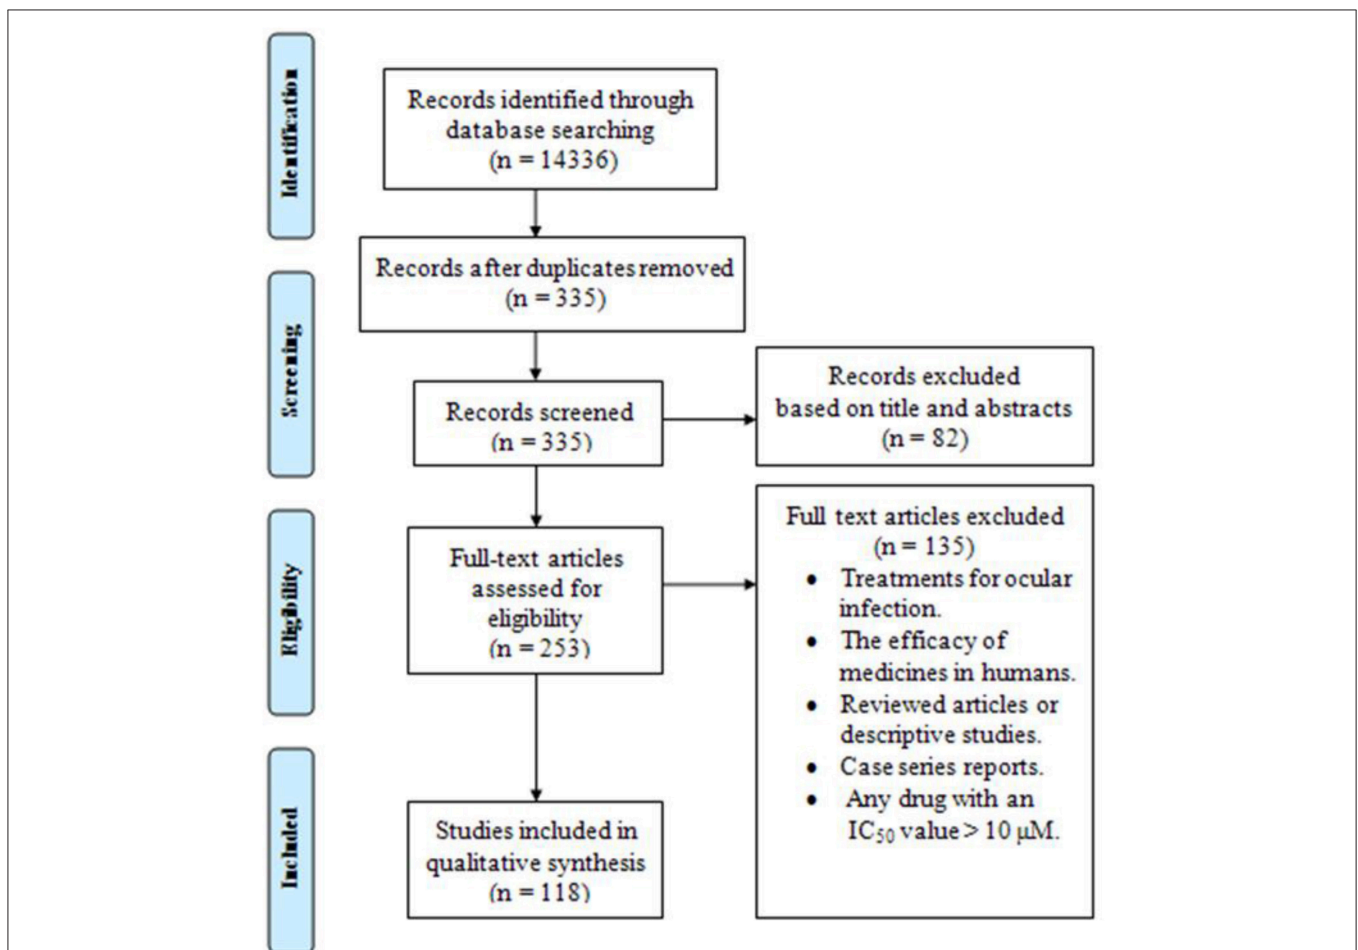 Identification
Records identified through
database searching
(n = 14336)
Records after duplicates removed
(n = 335)
Screening
Records screened
(n = 335)
Records excluded
based on title and abstracts
(n = 82)
Eligibility
Full-text articles
assessed for
eligibility
(n = 253)
Full text articles excluded
(n = 135)
• Treatments for ocular
infection.
• The efficacy of
medicines in humans.
• Reviewed articles or
descriptive studies.
• Case series reports.
• Any drug with an
IC50 value > 10 μM.
Included
Studies included in
qualitative synthesis
(n = 118)